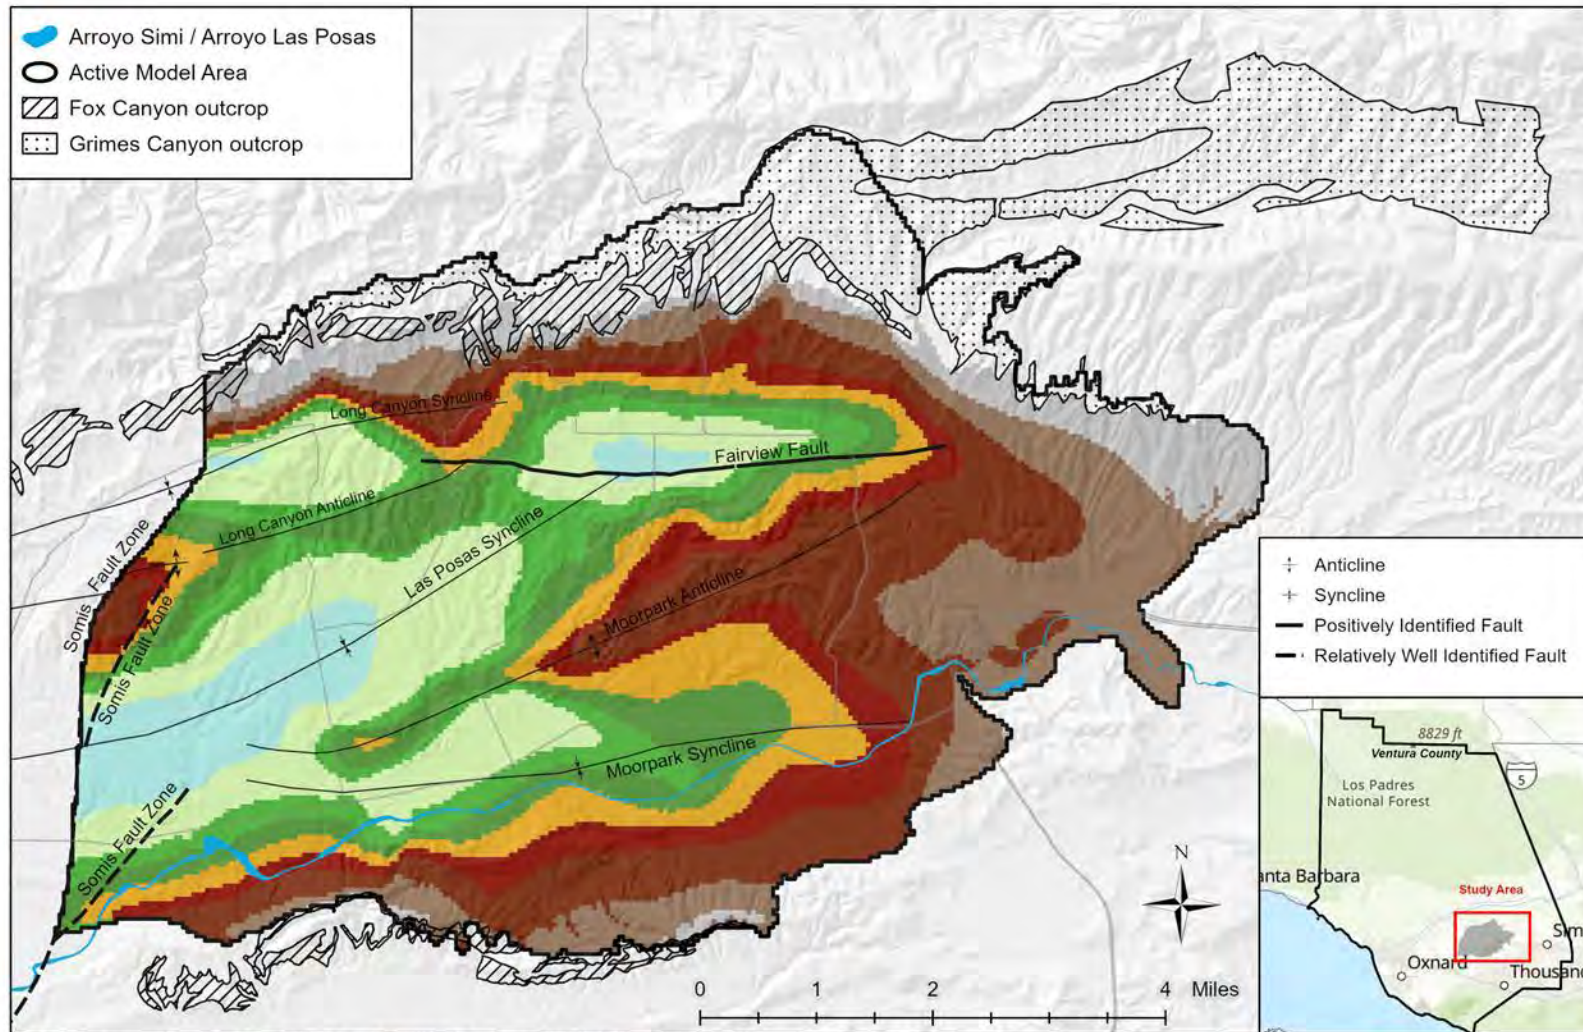 Arroyo Simi / Arroyo Las Posas
Active Model Area
Fox Canyon outcrop
Grimes Canyon outcrop
Long Canyon Syncline
Fairview Fault
Long Canyon Anticline
Somis Fault Zone
Las Posas Syncline
Moorpark Anticline
Somis Fault Zone
Moorpark Syncline
Somis Fault Zone
Anticline
Syncline
Positively Identified Fault
Relatively Well Identified Fault
8829 ft
Ventura County
5
Los Padres
National Forest
anta Barbara
Study Area
Sim
Oxnard
Thousand
N
0 1 2 4 Miles